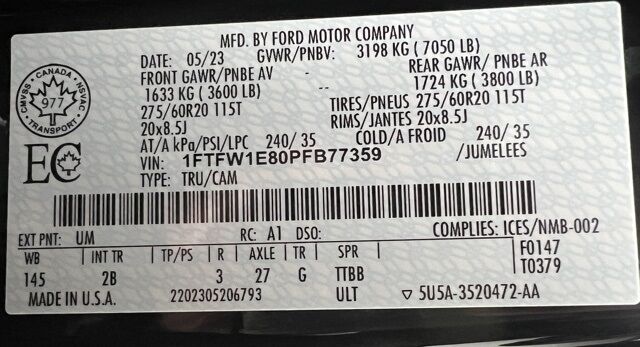 MFD. BY FORD MOTOR COMPANY
DATE: 05/23 GVWR/PNBV: 3198 KG (7050 LB)
FRONT GAWR/PNBE AV REAR GAWR/ PNBE AR
1633 KG (3600 LB) -- 1724 KG (3800 LB)
275/60R20 115T TIRES/PNEUS 275/60R20 115T
20x8.5J -- RIMS/JANTES 20x8.5J
AT/A kPa/PSI/LPC 240/ 35 COLD/A FROID 240/ 35
VIN: 1FTFW1E80PFB77359 /JUMELEES
TYPE: TRU/CAM
CMVSS CANADA NSVAC
977
TRANSPORT
EC
EXT PNT: UM RC: A1 DSO: COMPLIES: ICES/NMB-002
WB INT TR TP/PS R AXLE TR SPR F0147
145 2B 3 27 G TTBB T0379
MADE IN U.S.A. 2202305206793 ULT ▽ 5U5A-3520472-AA